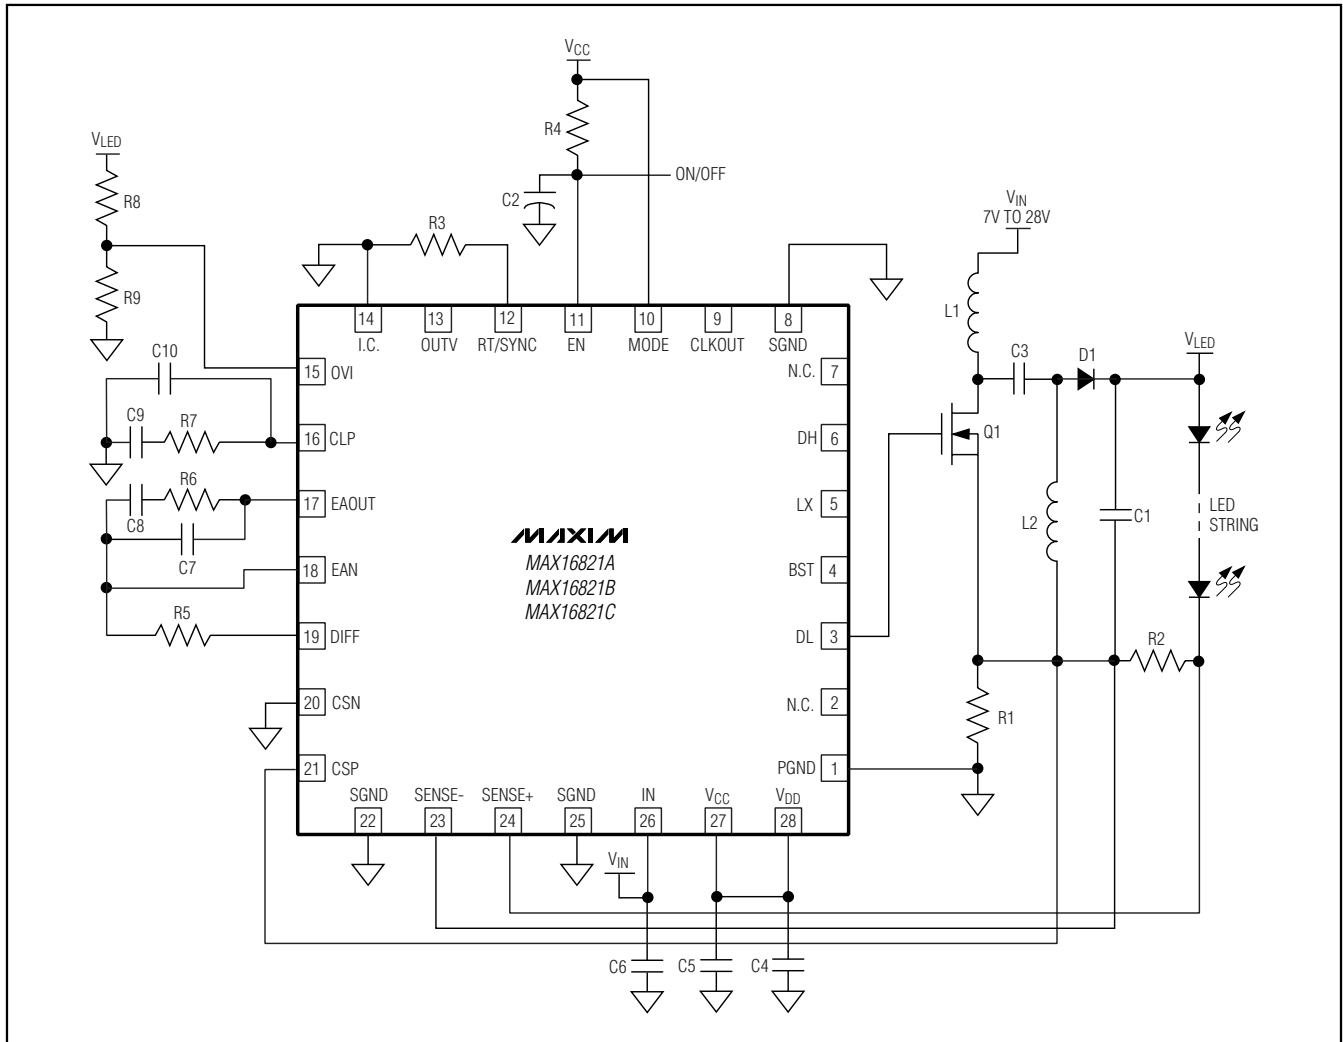 VCC
R4
ON/OFF
C2
VLED
R8
R9
R3
VIN
7V TO 28V
L1
C3
D1
VLED
Q1
L2
C1
LED
STRING
R2
R1
14
13
12
11
10
9
8
I.C.
OUTV
RT/SYNC
EN
MODE
CLKOUT
SGND
C10
C9
R7
R6
C8
C7
R5
15 OVI
16 CLP
17 EAOUT
18 EAN
19 DIFF
20 CSN
21 CSP
N.C. 7
DH 6
LX 5
BST 4
DL 3
N.C. 2
PGND 1
MAXIM
MAX16821A
MAX16821B
MAX16821C
SGND
SENSE-
SENSE+
SGND
IN
VCC
VDD
22
23
24
25
26
27
28
VIN
C6
C5
C4